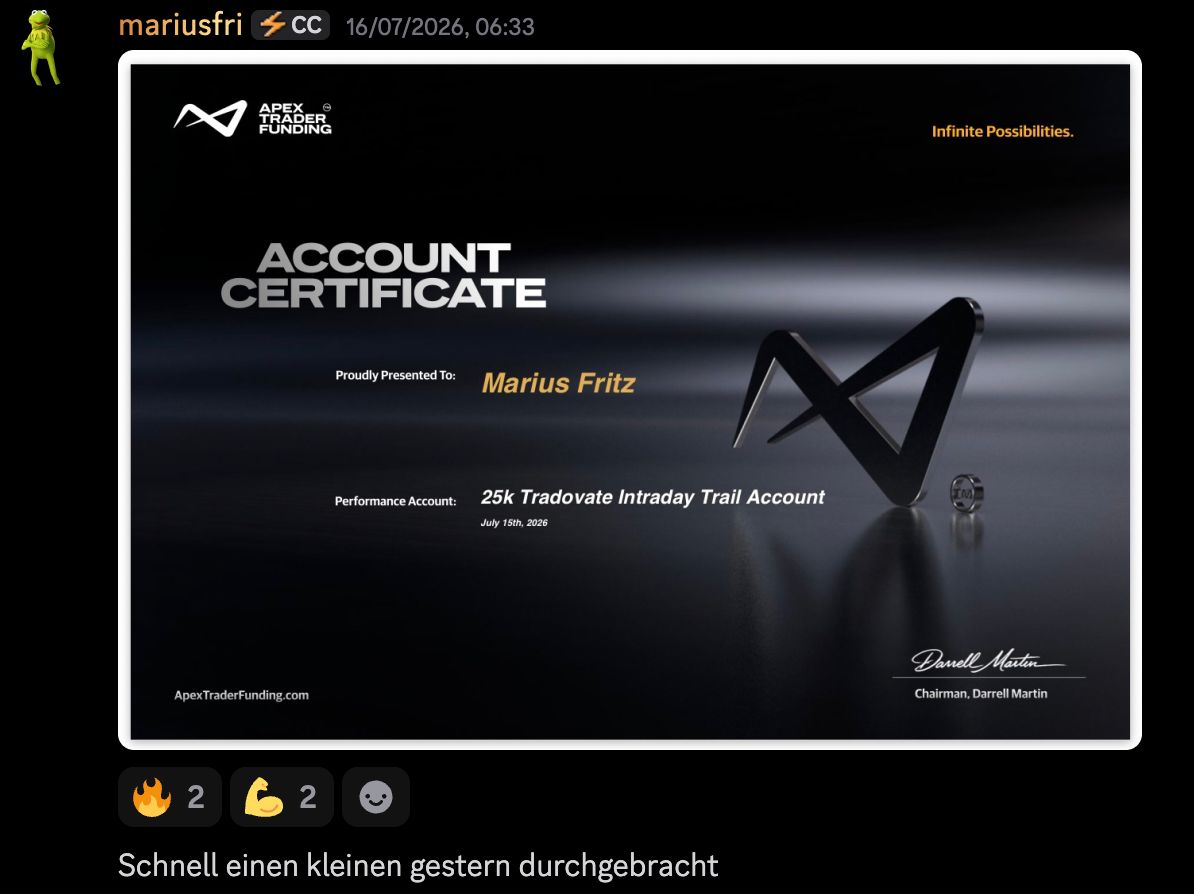 mariusfri ⚡ CC 16/07/2026, 06:33
APEX
TRADER
FUNDING
Infinite Possibilities.
ACCOUNT
CERTIFICATE
Proudly Presented To: Marius Fritz
Performance Account: 25k Tradovate Intraday Trail Account
July 15th, 2026
Darrell Martin
ApexTraderFunding.com
Chairman, Darrell Martin
🔥 2 💪 2
Schnell einen kleinen gestern durchgebracht